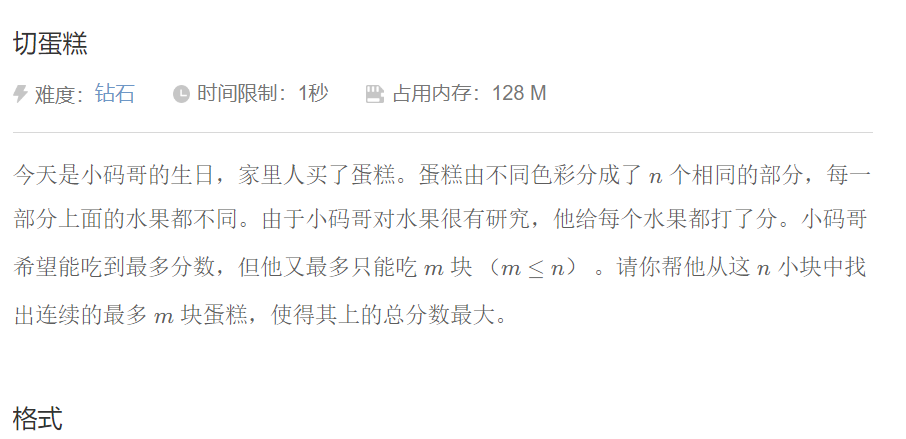 切蛋糕
难度：钻石 时间限制：1秒 占用内存：128 M
今天是小码哥的生日，家里人买了蛋糕。蛋糕由不同色彩分成了 n 个相同的部分，每一
部分上面的水果都不同。由于小码哥对水果很有研究，他给每个水果都打了分。小码哥
希望能吃到最多分数，但他又最多只能吃 m 块 （m ≤ n） 。请你帮他从这 n 小块中找
出连续的最多 m 块蛋糕，使得其上的总分数最大。
格式